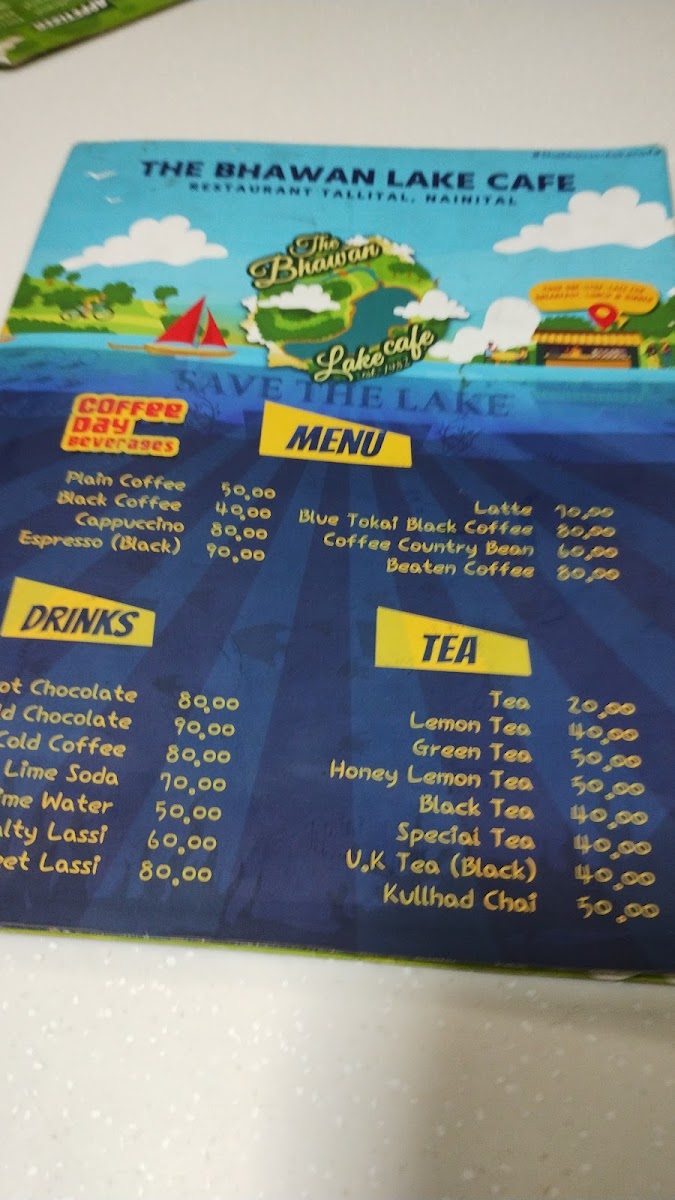 THE BHAWAN LAKE CAFE
RESTAURANT TALLITAL, NAINITAL
The
Bhawan
Lake cafe
SAVE THE LAKE
COFFEE
DAY
BEVERAGES
MENU
Plain Coffee 50.00
Black Coffee 40.00
Cappuccino 80.00
Espresso (Black) 90.00
Latte 70.00
Blue Tokai Black Coffee 80.00
Coffee Country Bean 60.00
Beaten Coffee 80.00
DRINKS
ot Chocolate 80.00
ld Chocolate 90.00
Cold Coffee 80.00
Lime Soda 70.00
ime Water 50.00
alty Lassi 60.00
eet Lassi 80.00
TEA
Tea 20.00
Lemon Tea 40.00
Green Tea 50.00
Honey Lemon Tea 50.00
Black Tea 40.00
Special Tea 40.00
U.K Tea (Black) 40.00
Kullhad Chai 50.00